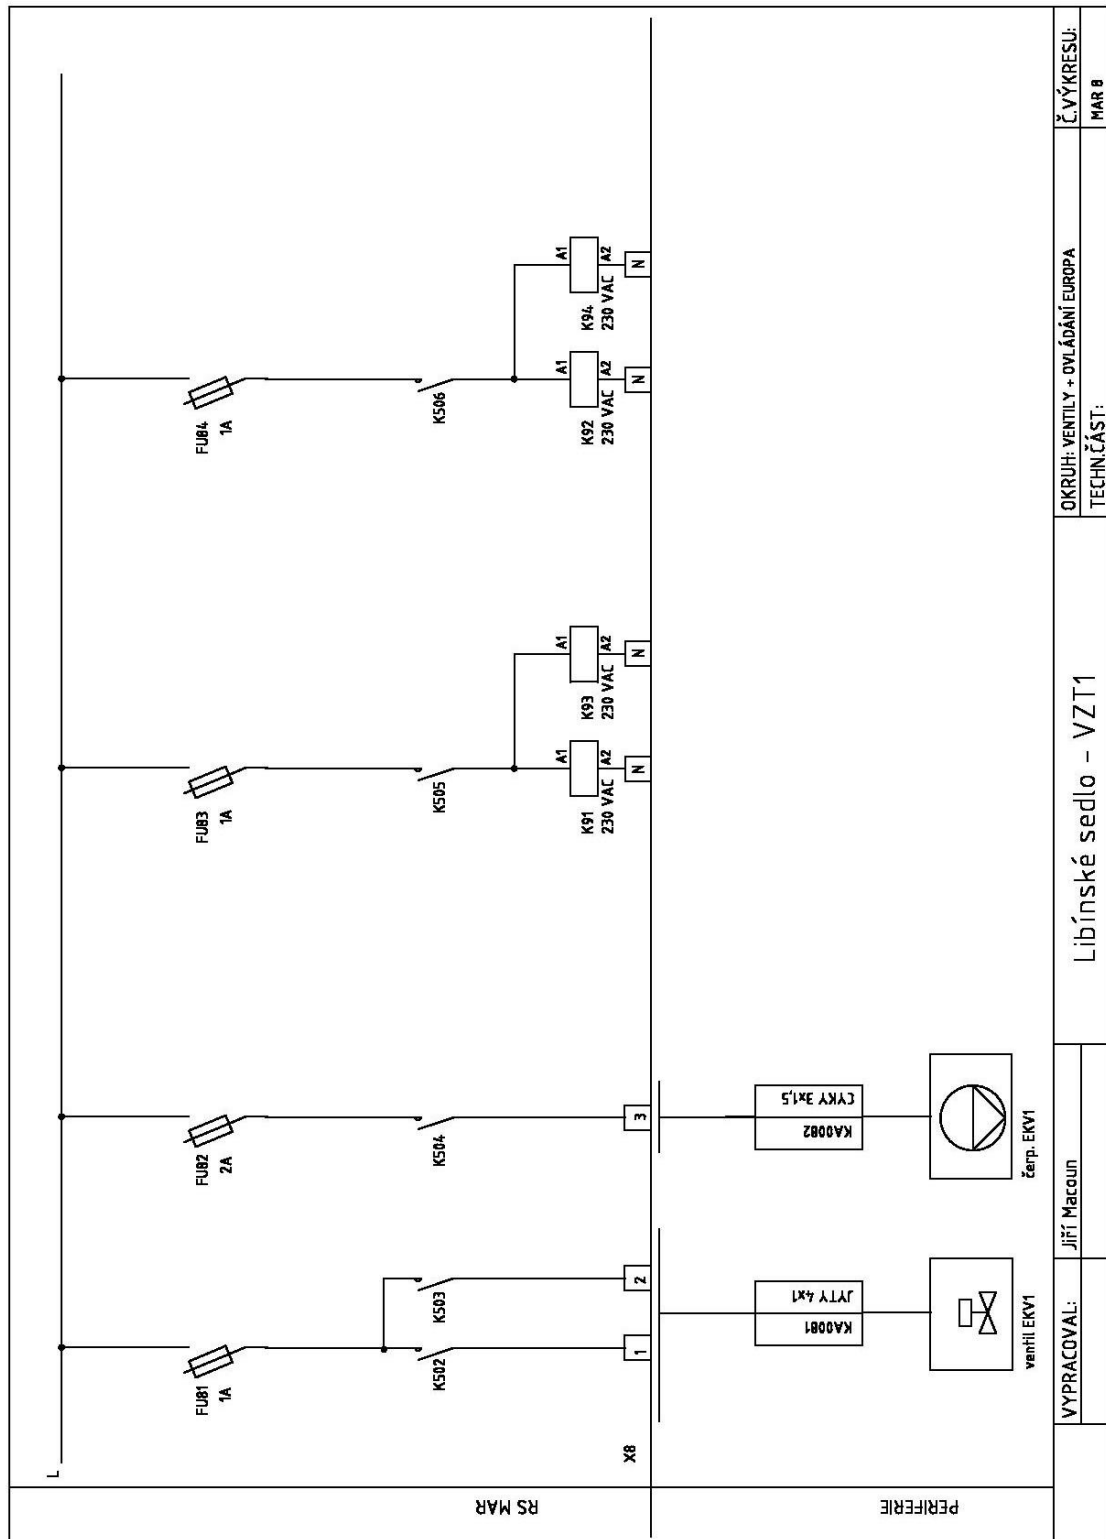 L
FU81
1A
FU82
2A
FU83
1A
FU84
1A
K502
K503
K504
K505
K506
A1
K91
230 VAC
A2
A1
K93
230 VAC
A2
A1
K92
230 VAC
A2
A1
K94
230 VAC
A2
RS MAR
X8
1
2
3
N
N
N
N
PERIFERIE
KA0081
JYTY 4x1
KA0082
CYKY 3x1,5
ventil EKV1
čerp. EKV1
VYPRACOVAL:
Jiří Macoun
Libínské sedlo - VZT1
OKRUH: VENTILY + OVLÁDÁNÍ EUROPA
TECHN.ČÁST:
Č.VÝKRESU:
MAR 8